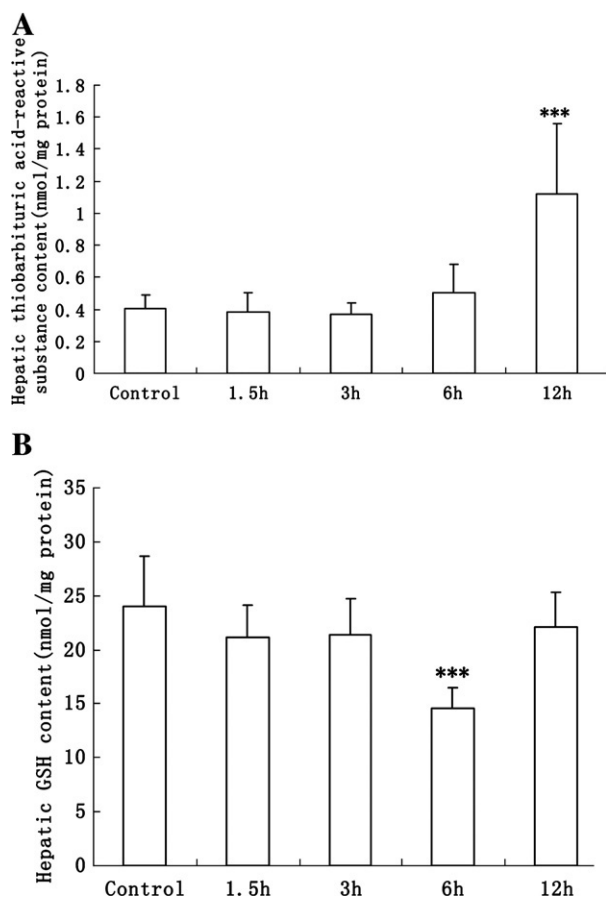 A
Hepatic thiobarbituric acid-reactive
substance content(nmol/mg protein)
1.8
1.6
1.4
1.2
1
0.8
0.6
0.4
0.2
0
***
Control 1.5h 3h 6h 12h
B
Hepatic GSH content(nmol/mg protein)
35
30
25
20
15
10
5
0
***
Control 1.5h 3h 6h 12h